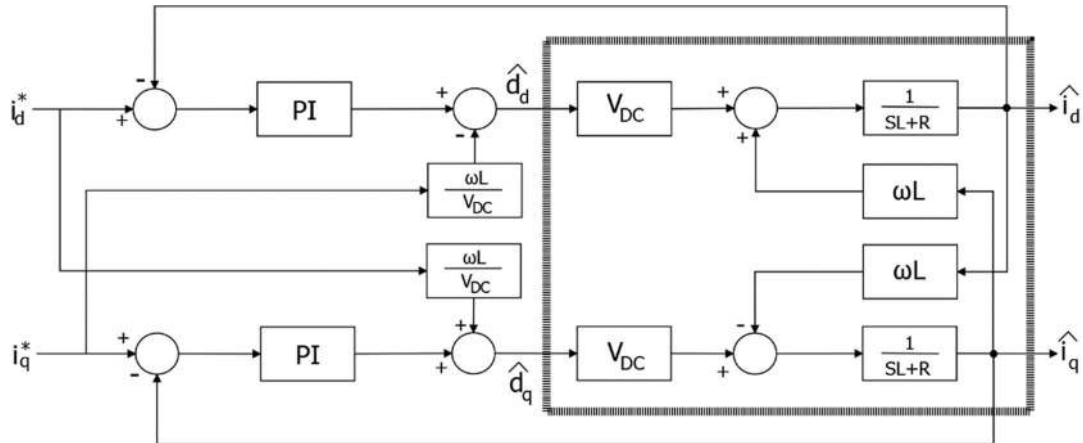 i*d
-
+
PI
+
-
d̂d
VDC
+
+
1
SL+R
îd
ωL
VDC
ωL
ωL
VDC
ωL
i*q
+
-
PI
+
+
d̂q
VDC
-
+
1
SL+R
îq